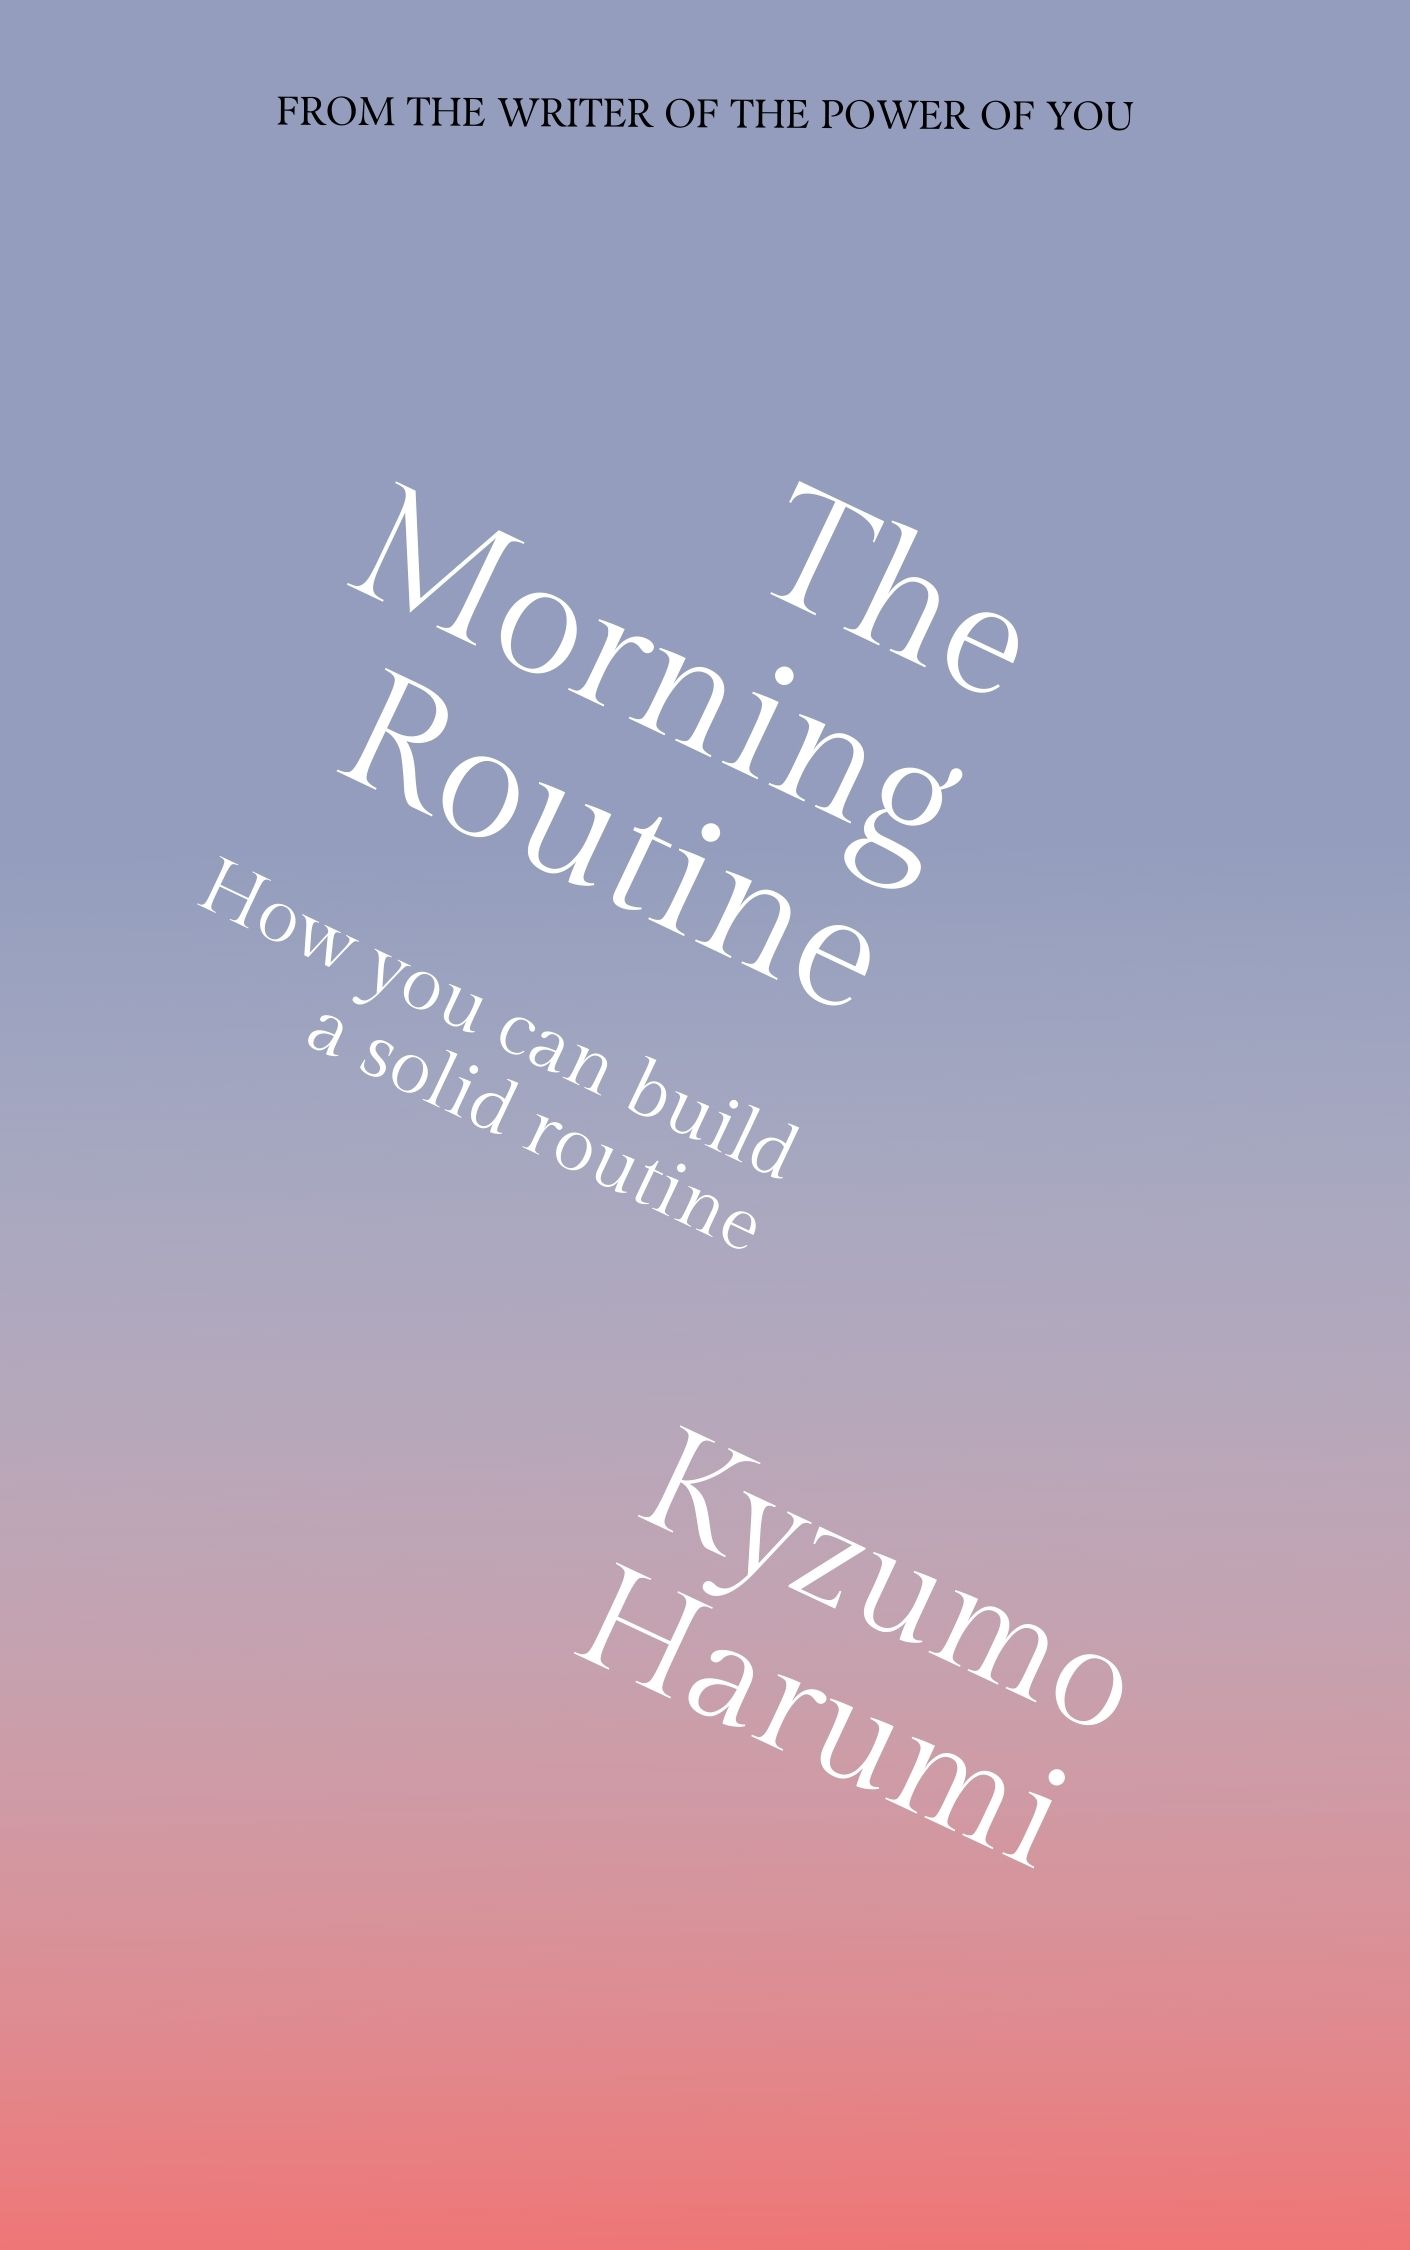 FROM THE WRITER OF THE POWER OF YOU
The
Morning
Routine
How you can build
a solid routine
Kyzumo
Harumi